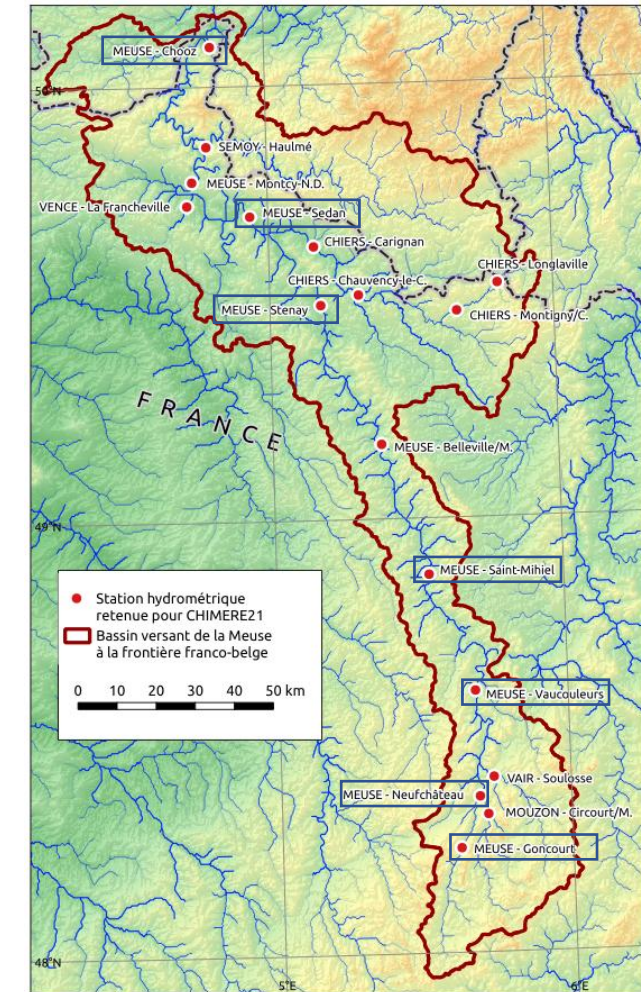 MEUSE - Chooz
50°N
SEMOY - Haulmé
MEUSE - Montcy-N.D.
VENCE - La Francheville
MEUSE - Sedan
CHIERS - Carignan
CHIERS - Longlaville
CHIERS - Chauvency-le-C.
MEUSE - Stenay
CHIERS - Montigny/C.
FRANCE
MEUSE - Belleville/M.
49°N
MEUSE - Saint-Mihiel
Station hydrométrique
retenue pour CHIMERE21
Bassin versant de la Meuse
à la frontière franco-belge
0 10 20 30 40 50 km
MEUSE - Vaucouleurs
VAIR - Soulosse
MEUSE - Neufchâteau
MOUZON - Circourt/M.
MEUSE - Goncourt
48°N
5°E
6°E